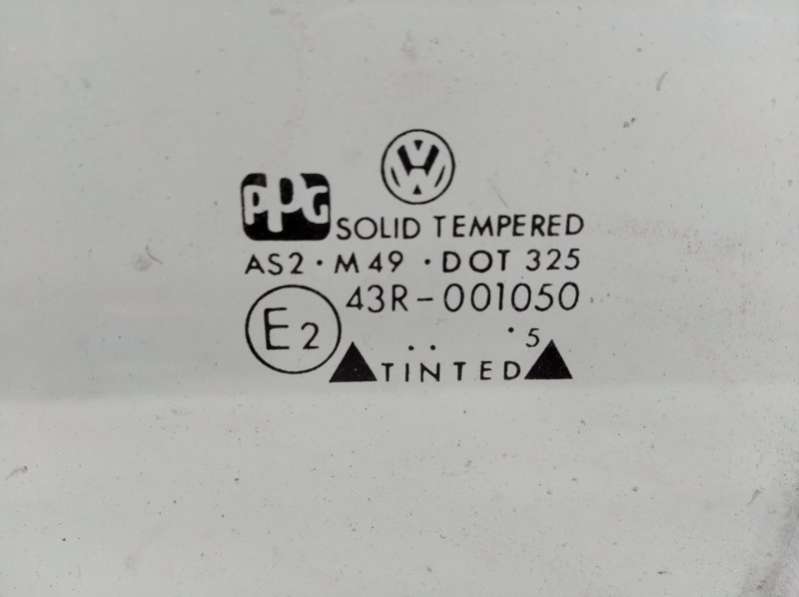 PPG SOLID TEMPERED
AS2 · M49 · DOT 325
E2 43R-001050
.. ·5
TINTED